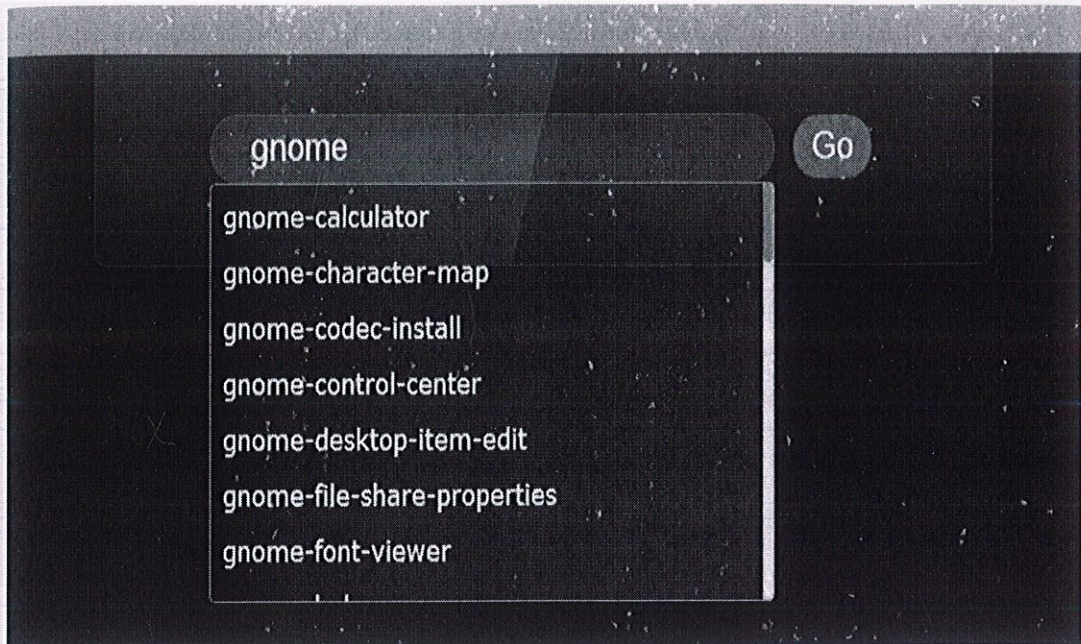 gnome
Go
gnome-calculator
gnome-character-map
gnome-codec-install
gnome-control-center
gnome-desktop-item-edit
gnome-file-share-properties
gnome-font-viewer